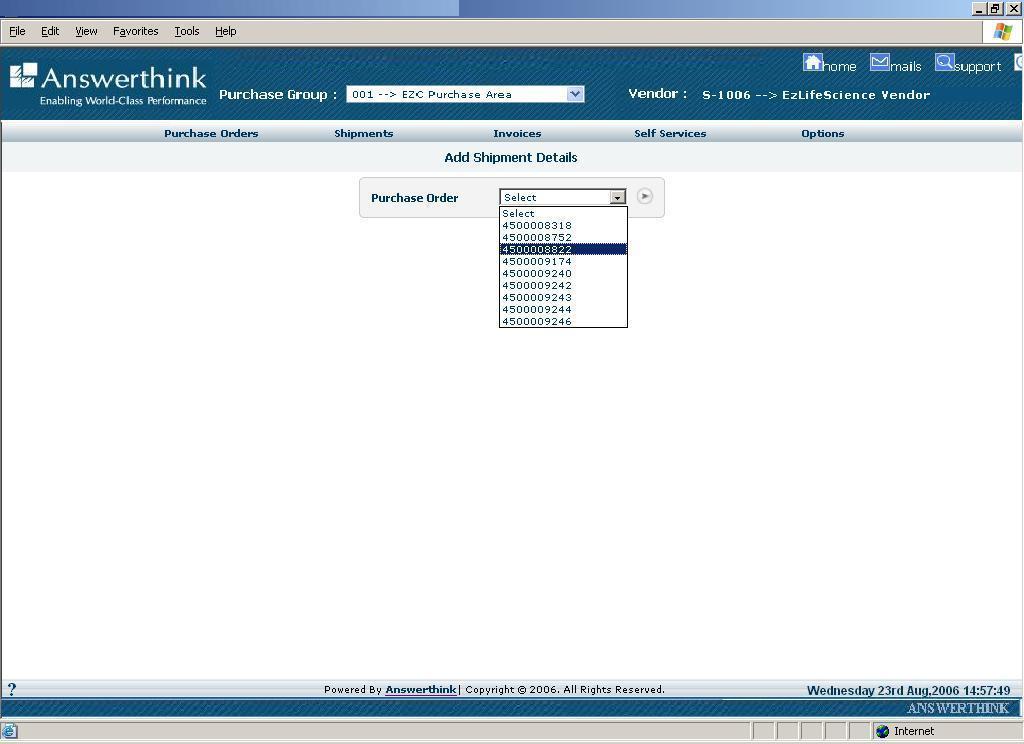 File Edit View Favorites Tools Help
Answerthink
Enabling World-Class Performance
home mails support
Purchase Group : 001 --> EZC Purchase Area Vendor : S-1006 --> EzLifeScience Vendor
Purchase Orders Shipments Invoices Self Services Options
Add Shipment Details
Purchase Order Select
Select
4500008318
4500008752
4500008822
4500009174
4500009240
4500009242
4500009243
4500009244
4500009246
? Powered By Answerthink| Copyright © 2006. All Rights Reserved. Wednesday 23rd Aug,2006 14:57:49
ANSWERTHINK
Internet